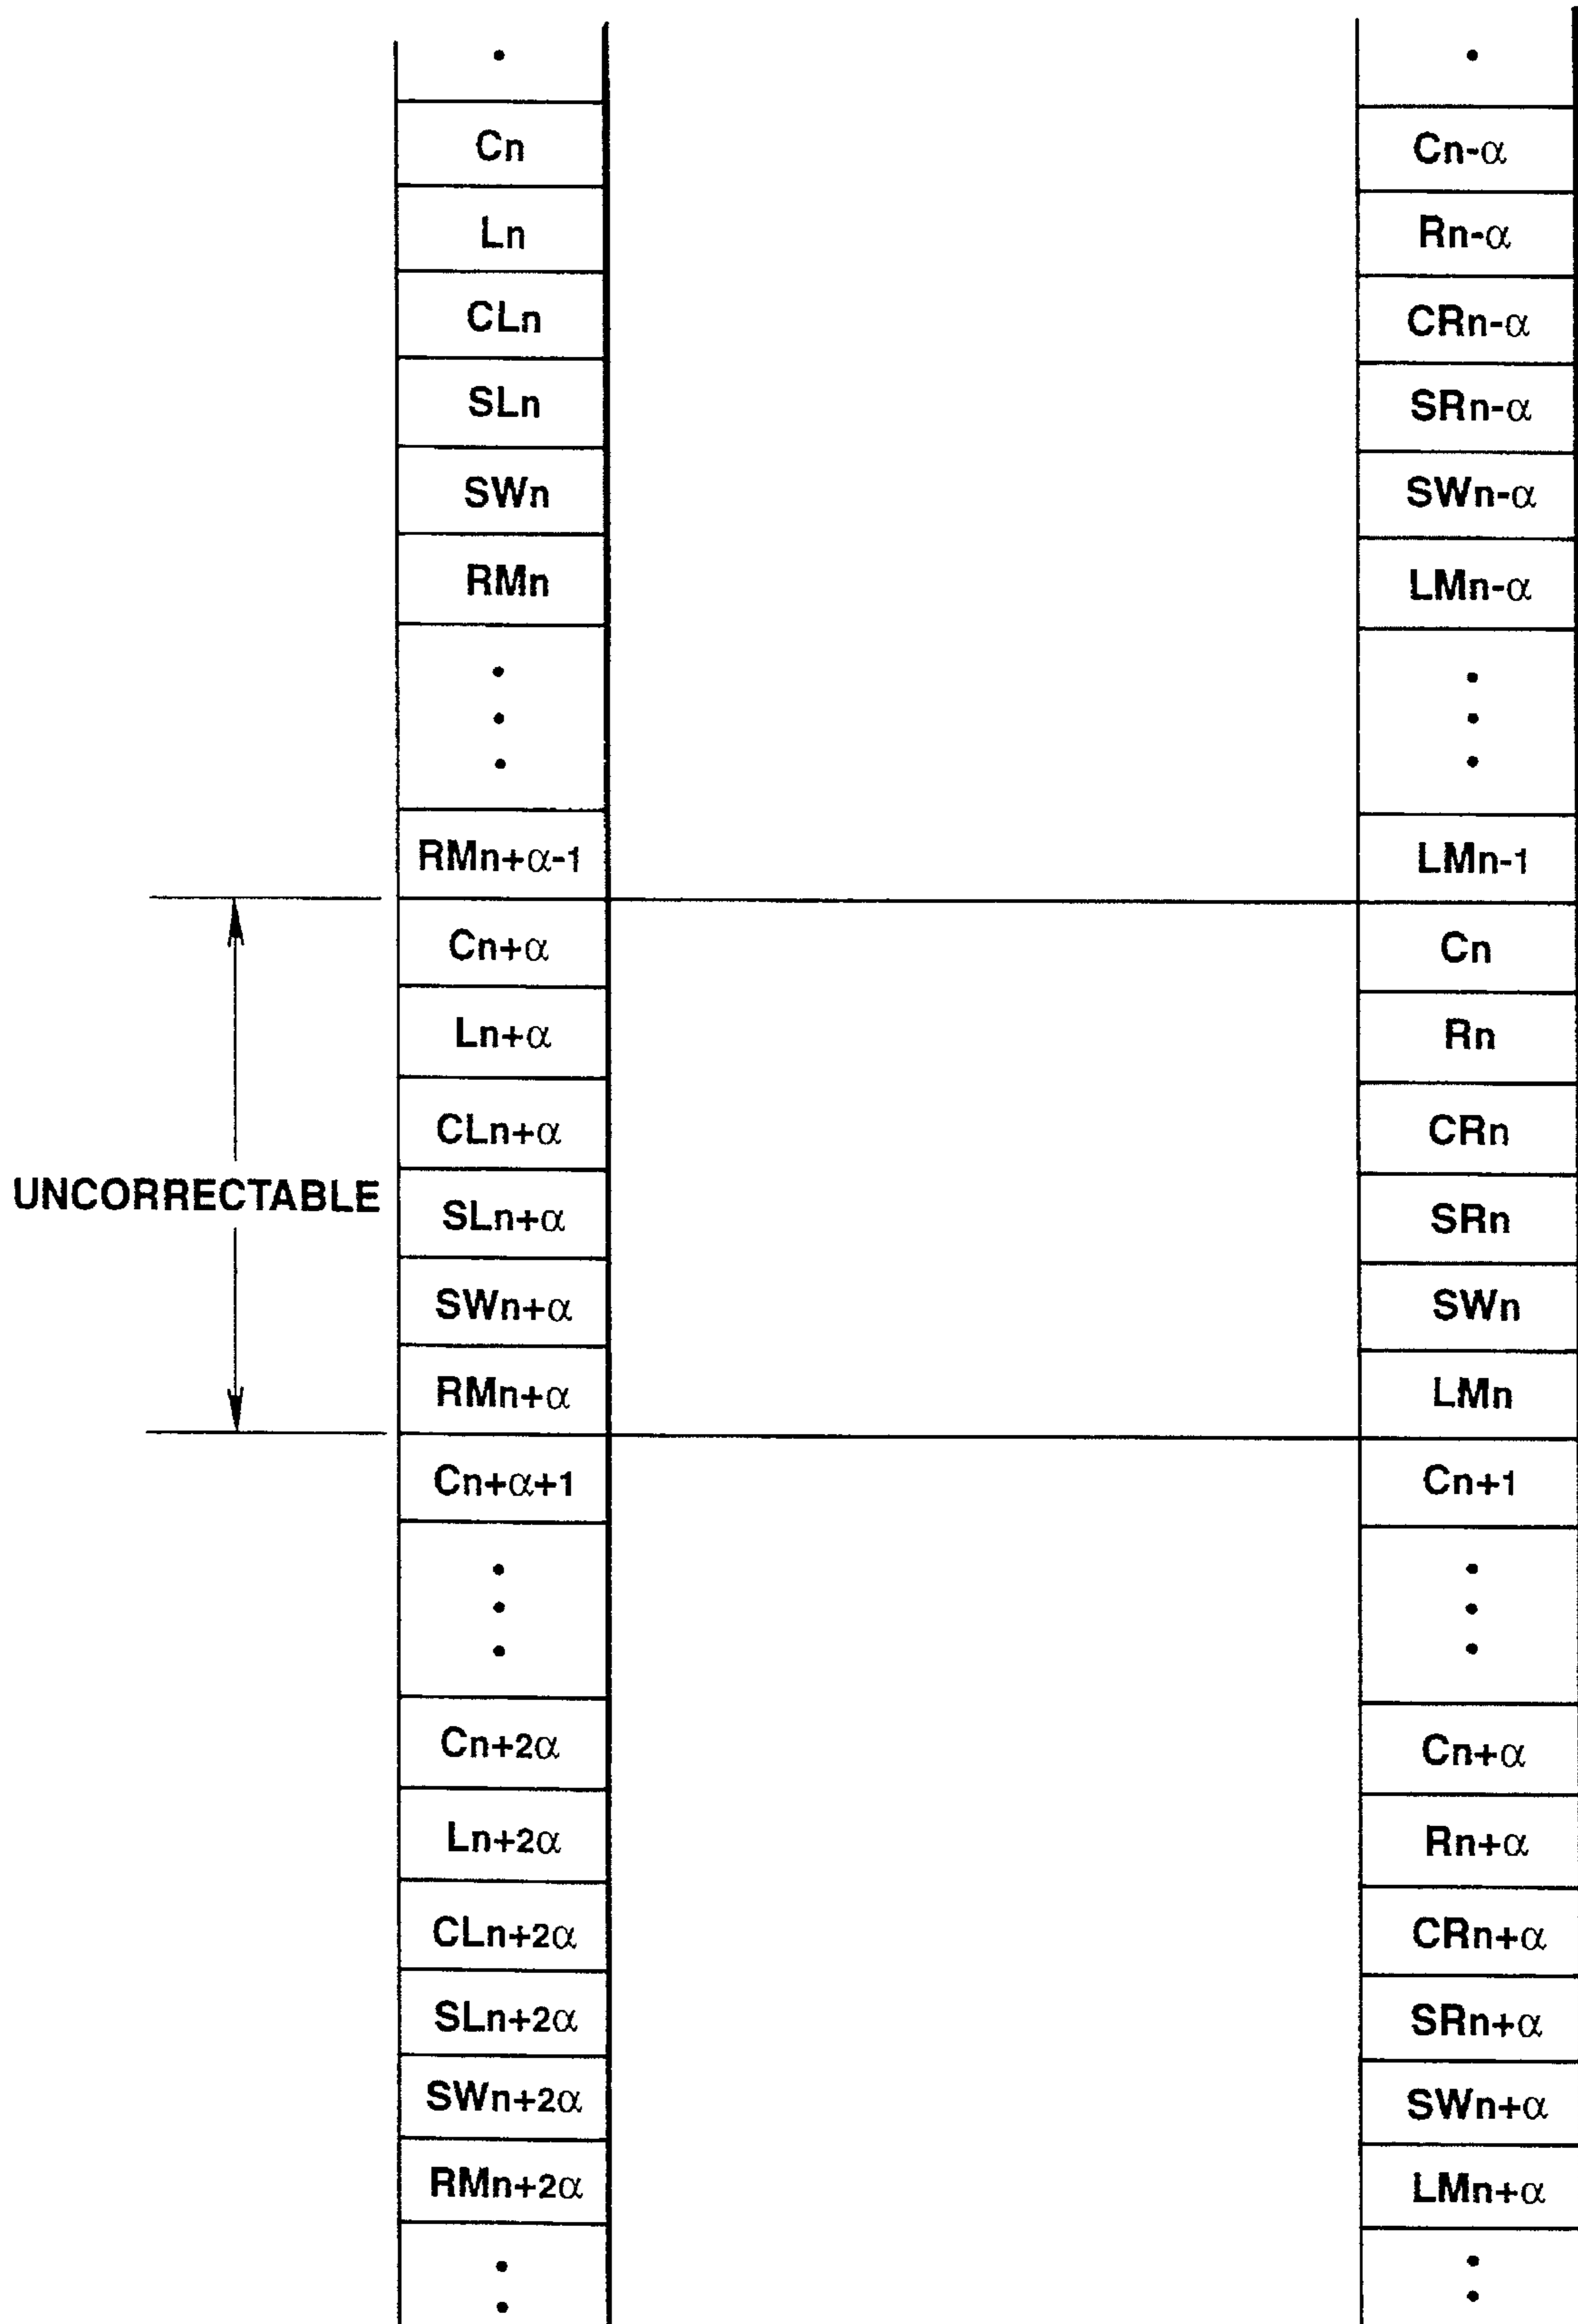 Cn
Ln
CLn
SLn
SWn
RMn
RMn+α-1
Cn+α
Ln+α
CLn+α
SLn+α
SWn+α
RMn+α
Cn+α+1
Cn+2α
Ln+2α
CLn+2α
SLn+2α
SWn+2α
RMn+2α
UNCORRECTABLE
Cn-α
Rn-α
CRn-α
SRn-α
SWn-α
LMn-α
LMn-1
Cn
Rn
CRn
SRn
SWn
LMn
Cn+1
Cn+α
Rn+α
CRn+α
SRn+α
SWn+α
LMn+α